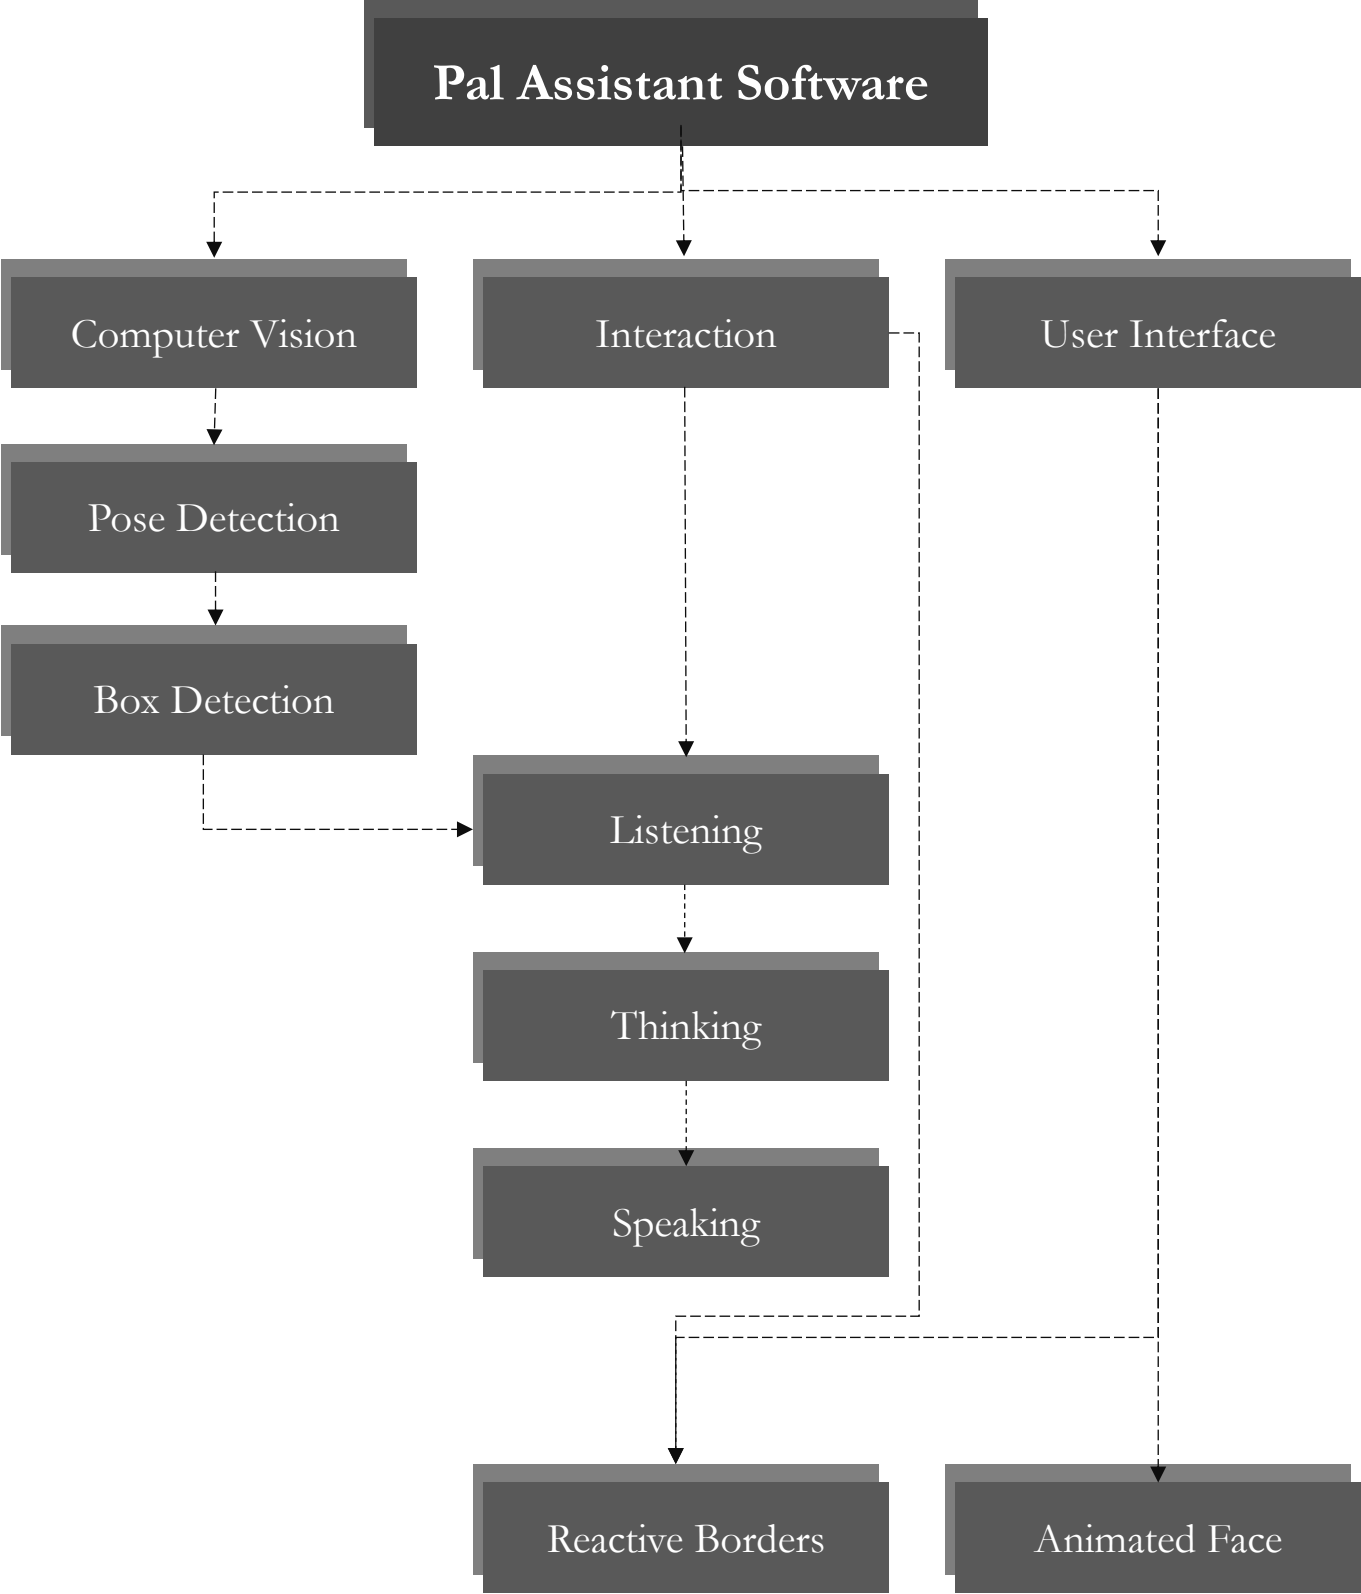 Pal Assistant Software
Computer Vision
Interaction
User Interface
Pose Detection
Box Detection
Listening
Thinking
Speaking
Reactive Borders
Animated Face